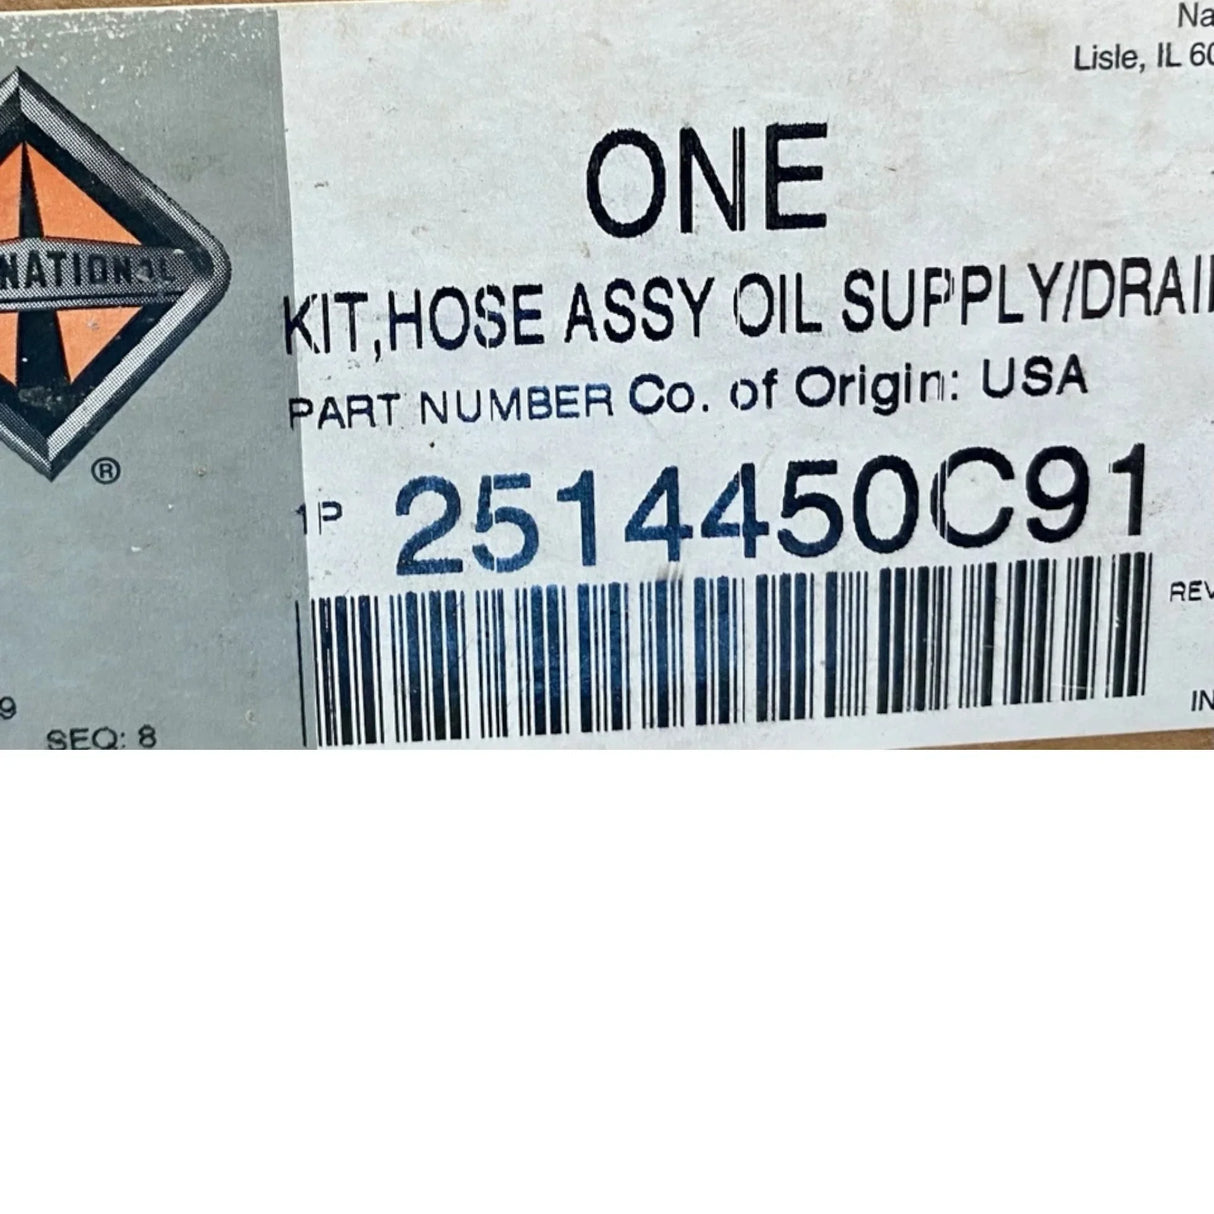 Na
Lisle, IL 60
ONE
NATIONAL
KIT,HOSE ASSY OIL SUPPLY/DRAI
PART NUMBER Co. of Origin: USA
®
1P 2514450C91
REV
9
IN
SEQ: 8